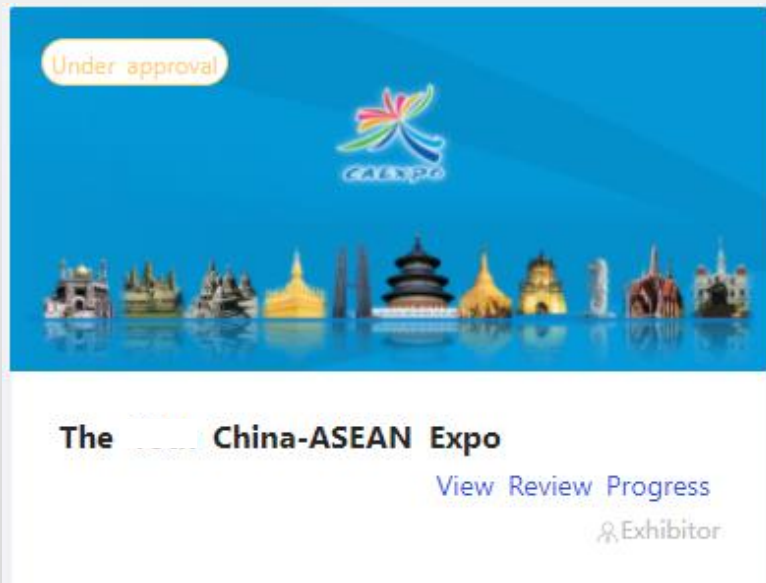 Under approval
CAEXPO
The China-ASEAN Expo
View Review Progress
Exhibitor